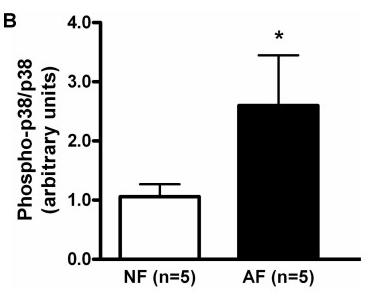 B
Phospho-p38/p38
(arbitrary units)
4.0
3.0
2.0
1.0
0.0
*
NF (n=5)
AF (n=5)